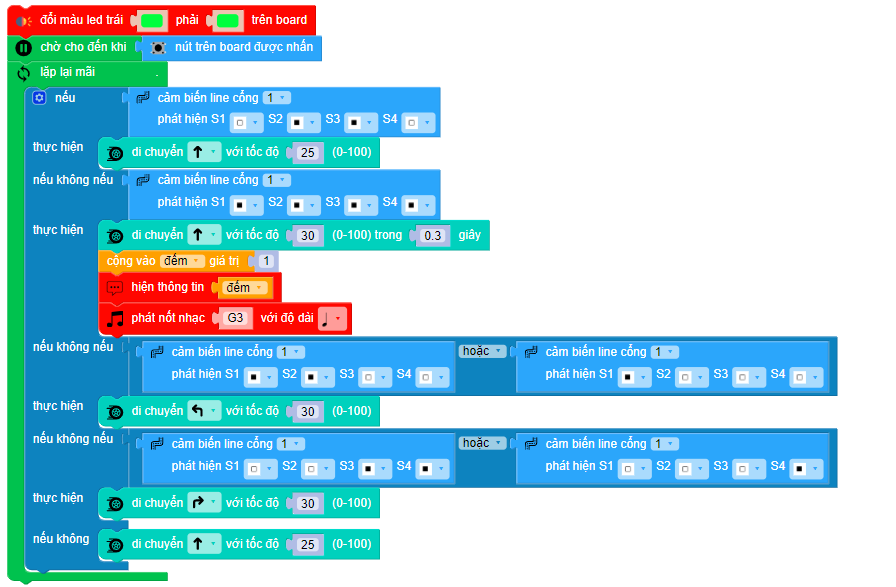 đổi màu led trái phải trên board
chờ cho đến khi nút trên board được nhấn
lặp lại mãi .
nếu cảm biến line cổng 1
phát hiện S1 S2 S3 S4
thực hiện di chuyển với tốc độ 25 (0-100)
nếu không nếu cảm biến line cổng 1
phát hiện S1 S2 S3 S4
thực hiện di chuyển với tốc độ 30 (0-100) trong 0.3 giây
cộng vào đếm giá trị 1
hiện thông tin đếm
phát nốt nhạc G3 với độ dài
nếu không nếu cảm biến line cổng 1 hoặc cảm biến line cổng 1
phát hiện S1 S2 S3 S4 phát hiện S1 S2 S3 S4
thực hiện di chuyển với tốc độ 30 (0-100)
nếu không nếu cảm biến line cổng 1 hoặc cảm biến line cổng 1
phát hiện S1 S2 S3 S4 phát hiện S1 S2 S3 S4
thực hiện di chuyển với tốc độ 30 (0-100)
nếu không di chuyển với tốc độ 25 (0-100)